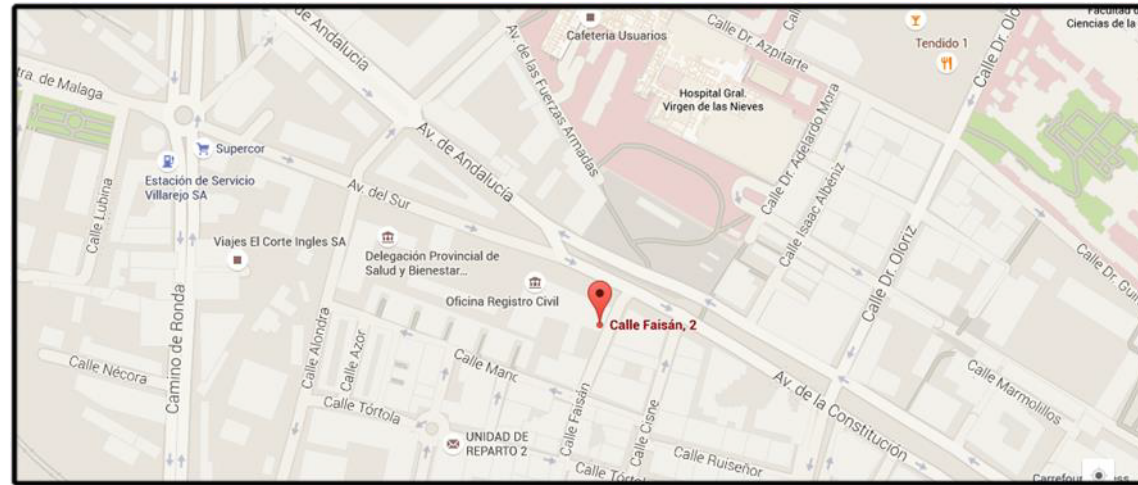 Facultad d
Ciencias de la
Cafetería Usuarios
Calle Dr. Azpitarte
Tendido 1
Calle Dr. Oloriz
Av. de Andalucía
Av. de las Fuerzas Armadas
Hospital Gral.
Virgen de las Nieves
tra. de Malaga
Av. de Andalucía
Calle Dr. Adelardo Mora
Supercor
Estación de Servicio
Villarejo SA
Calle Lubina
Av. del Sur
Calle Isaac Albéniz
Viajes El Corte Ingles SA
Delegación Provincial de
Salud y Bienestar...
Calle Dr. Oloriz
Calle Dr. Gui
Oficina Registro Civil
Calle Faisán, 2
Calle Alondra
Calle Azor
Calle Nécora
Camino de Ronda
Calle Manc
Calle Marmolillos
Av. de la Constitución
Calle Tórtola
Calle Faisán
Calle Cisne
UNIDAD DE
REPARTO 2
Calle Ruiseñor
Calle Tórto